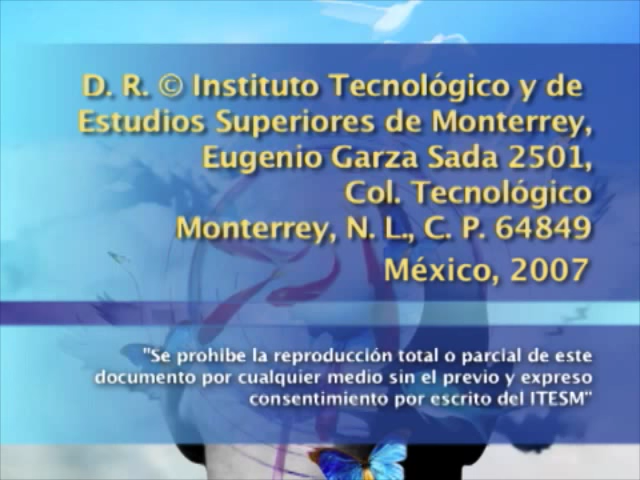 D. R. © Instituto Tecnológico y de
Estudios Superiores de Monterrey,
Eugenio Garza Sada 2501,
Col. Tecnológico
Monterrey, N. L., C. P. 64849
México, 2007
"Se prohibe la reproducción total o parcial de este
documento por cualquier medio sin el previo y expreso
consentimiento por escrito del ITESM"